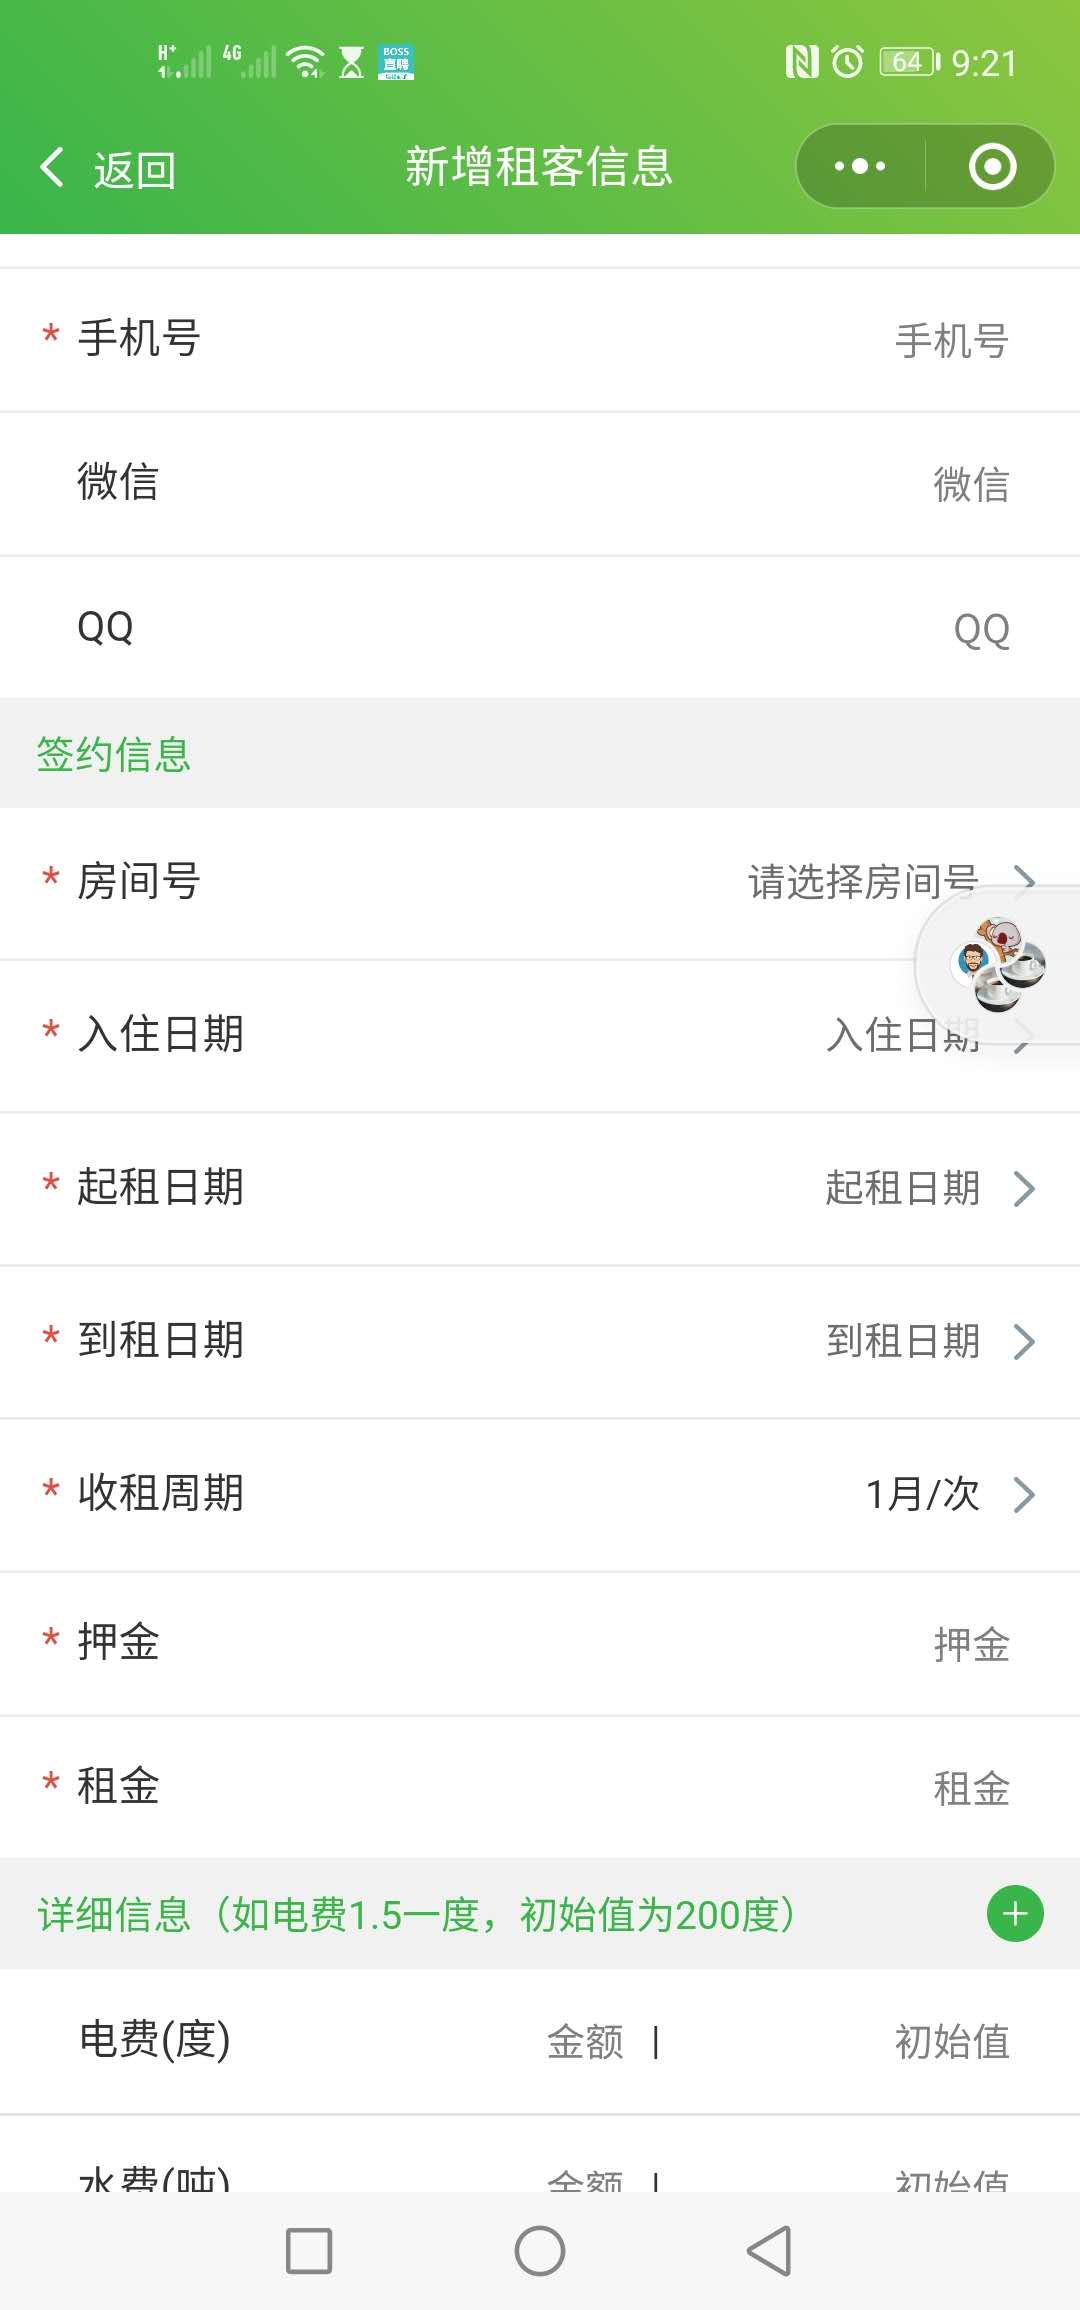 H+ 4G BOSS 直聘 64 9:21
返回 新增租客信息
* 手机号 手机号
微信 微信
QQ QQ
签约信息
* 房间号 请选择房间号
* 入住日期 入住日期
* 起租日期 起租日期
* 到租日期 到租日期
* 收租周期 1月/次
* 押金 押金
* 租金 租金
详细信息（如电费1.5一度，初始值为200度）
电费(度) 金额 | 初始值
水费(吨) 金额 | 初始值